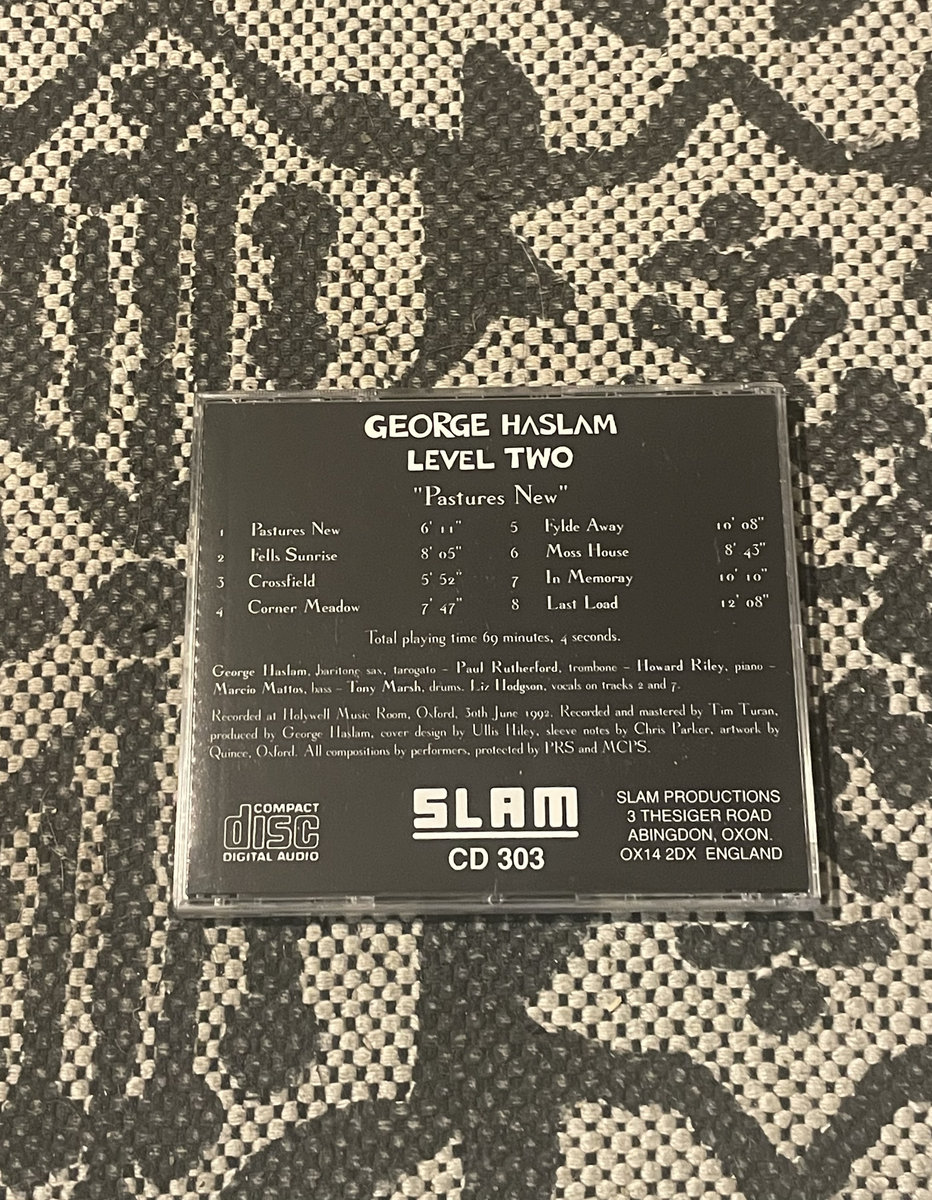 GEORGE HASLAM
LEVEL TWO
"Pastures New"
1 Pastures New 6' 11"
2 Fells Sunrise 8' 05"
3 Crossfield 5' 52"
4 Corner Meadow 7' 47"
5 Fylde Away 10' 08"
6 Moss House 8' 43"
7 In Memoray 10' 10"
8 Last Load 12' 08"
Total playing time 69 minutes, 4 seconds.
George Haslam, baritone sax, tarogato – Paul Rutherford, trombone – Howard Riley, piano –
Marcio Mattos, bass – Tony Marsh, drums. Liz Hodgson, vocals on tracks 2 and 7.
Recorded at Holywell Music Room, Oxford, 30th June 1992. Recorded and mastered by Tim Turan,
produced by George Haslam, cover design by Ullis Hiley, sleeve notes by Chris Parker, artwork by
Quince, Oxford. All compositions by performers, protected by PRS and MCPS.
COMPACT
disc
DIGITAL AUDIO
SLAM
CD 303
SLAM PRODUCTIONS
3 THESIGER ROAD
ABINGDON, OXON.
OX14 2DX ENGLAND